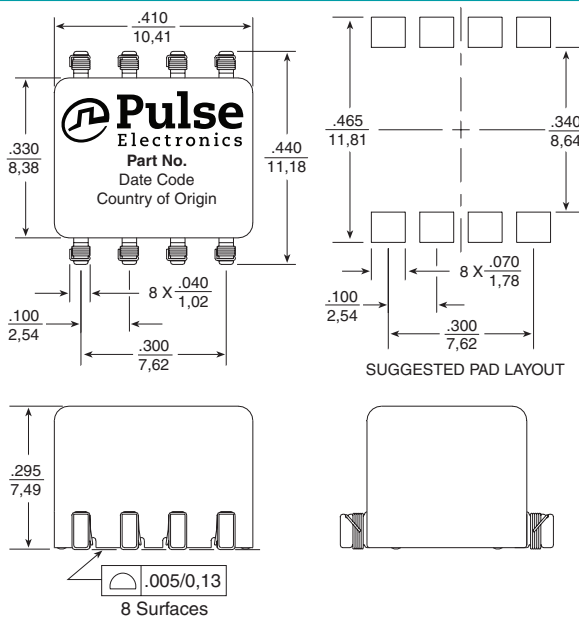 .410
10,41
.330
8,38
Pulse
Electronics
Part No.
Date Code
Country of Origin
.440
11,18
8 X .040
1,02
.100
2,54
.300
7,62
.465
11,81
.340
8,64
8 X .070
1,78
.100
2,54
.300
7,62
SUGGESTED PAD LAYOUT
.295
7,49
.005/0,13
8 Surfaces